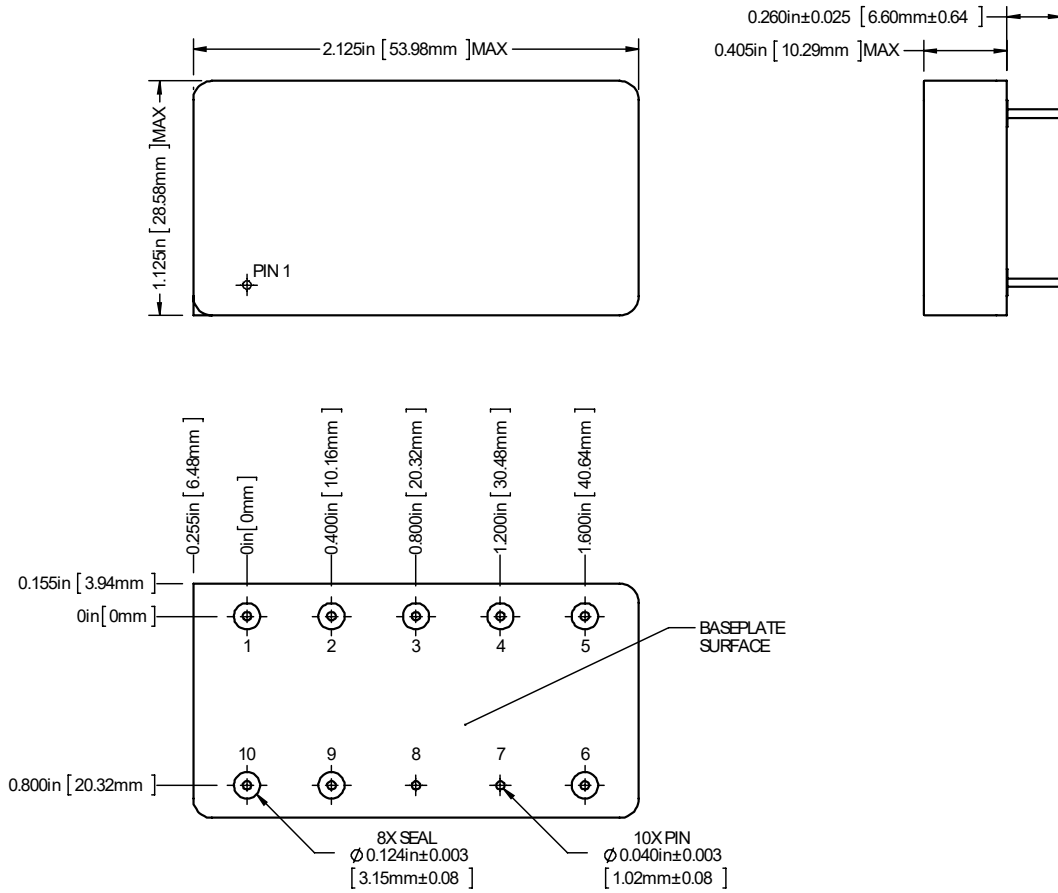 0.260in±0.025 [ 6.60mm±0.64 ]
2.125in [ 53.98mm ]MAX
0.405in [ 10.29mm ]MAX
1.125in [ 28.58mm ]MAX
PIN 1
0.255in [ 6.48mm ]
0in[ 0mm ]
0.400in [ 10.16mm ]
0.800in [ 20.32mm ]
1.200in [ 30.48mm ]
1.600in [ 40.64mm ]
0.155in [ 3.94mm ]
0in[ 0mm ]
1 2 3 4 5
BASEPLATE
SURFACE
10 9 8 7 6
0.800in [ 20.32mm ]
8X SEAL
Ø 0.124in±0.003
[ 3.15mm±0.08 ]
10X PIN
Ø 0.040in±0.003
[ 1.02mm±0.08 ]